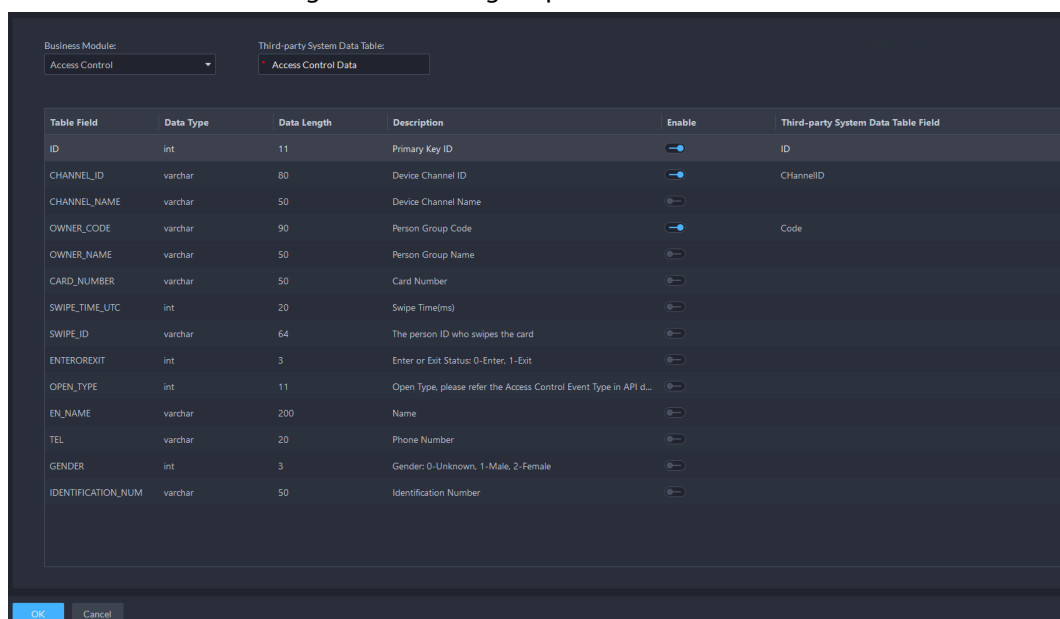 Business Module: Third-party System Data Table:
Access Control * Access Control Data
Table Field Data Type Data Length Description Enable Third-party System Data Table Field
ID int 11 Primary Key ID ID
CHANNEL_ID varchar 80 Device Channel ID CHannelID
CHANNEL_NAME varchar 50 Device Channel Name
OWNER_CODE varchar 90 Person Group Code Code
OWNER_NAME varchar 50 Person Group Name
CARD_NUMBER varchar 50 Card Number
SWIPE_TIME_UTC int 20 Swipe Time(ms)
SWIPE_ID varchar 64 The person ID who swipes the card
ENTEROREXIT int 3 Enter or Exit Status: 0-Enter, 1-Exit
OPEN_TYPE int 11 Open Type, please refer the Access Control Event Type in API d...
EN_NAME varchar 200 Name
TEL varchar 20 Phone Number
GENDER int 3 Gender: 0-Unknown, 1-Male, 2-Female
IDENTIFICATION_NUM varchar 50 Identification Number
OK Cancel